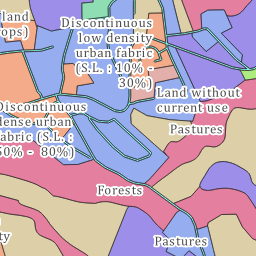 land
ops)
Discontinuous
low density
urban fabric
(S.L. : 10% -
30%)
Land without
current use
Discontinuous
dense urban
fabric (S.L. :
50% - 80%)
Pastures
Forests
Pastures
ty